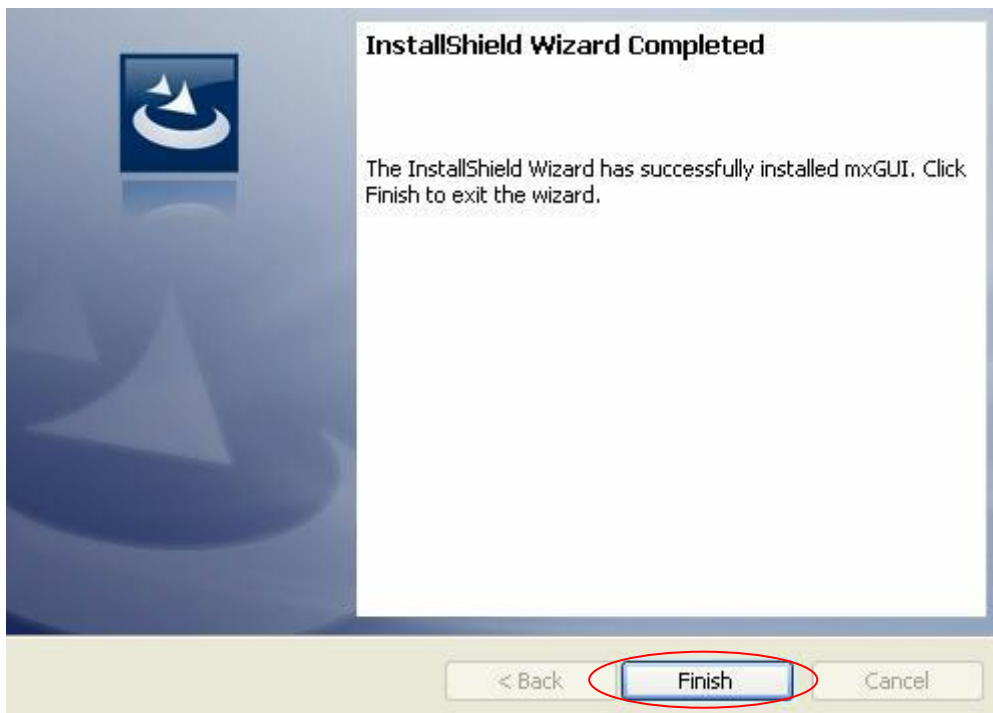 InstallShield Wizard Completed
The InstallShield Wizard has successfully installed mxGUI. Click
Finish to exit the wizard.
< Back Finish Cancel